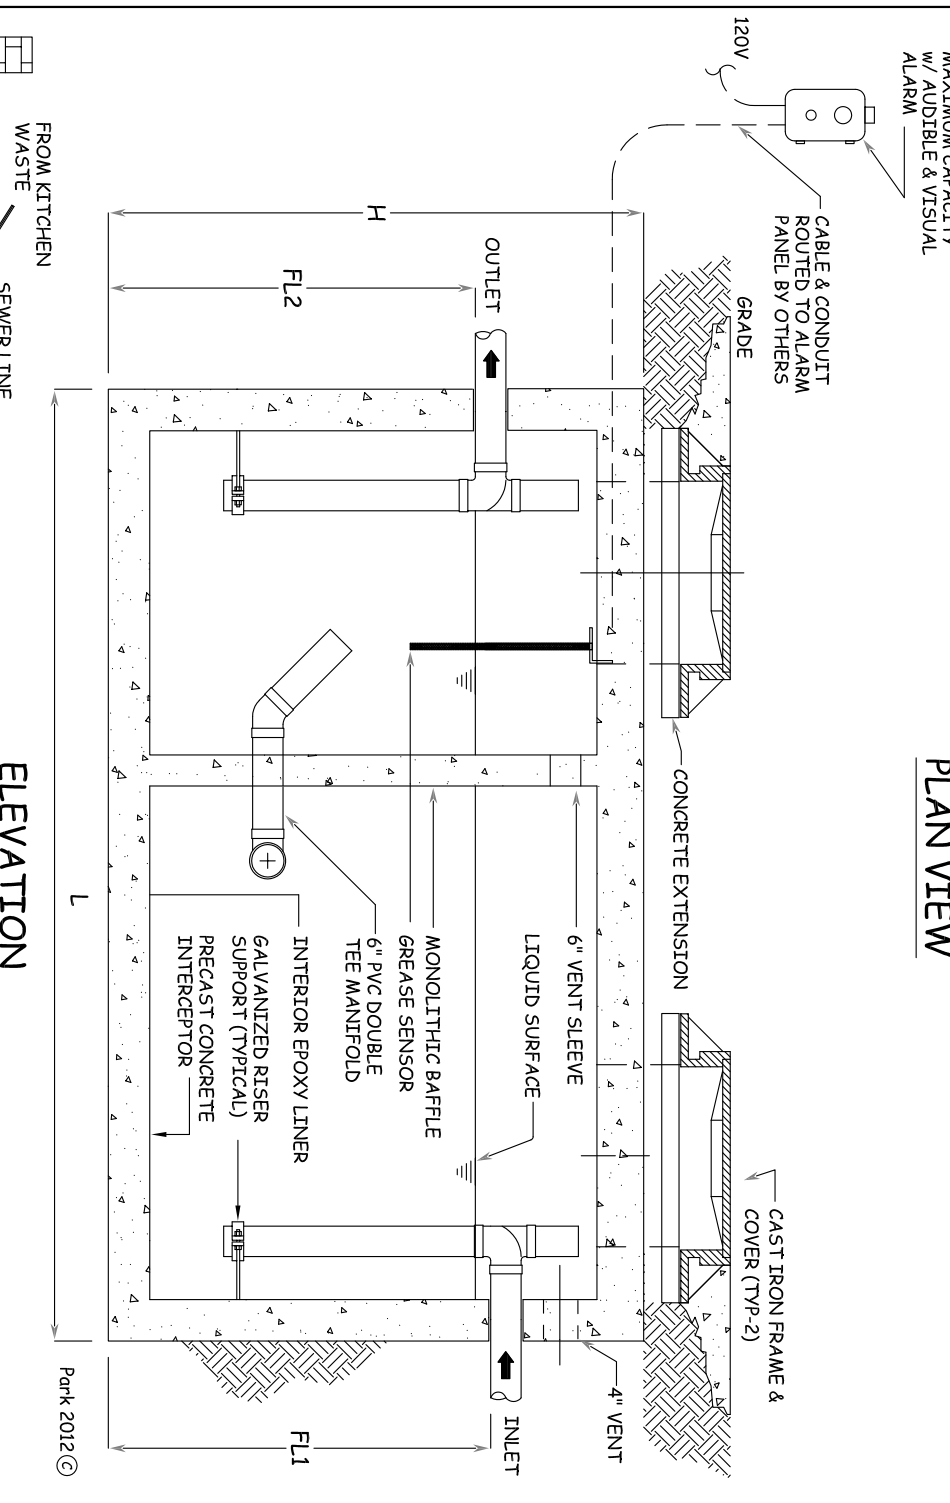 MAXIMUM CAPACITY
w/ AUDIBLE & VISUAL
ALARM
120V
CABLE & CONDUIT
ROUTED TO ALARM
PANEL BY OTHERS
GRADE
PLAN VIEW
CAST IRON FRAME &
COVER (TYP-2)
CONCRETE EXTENSION
4" VENT
6" VENT SLEEVE
LIQUID SURFACE
INLET
OUTLET
H
FL2
MONOLITHIC BAFFLE
GREASE SENSOR
6" PVC DOUBLE
TEE MANIFOLD
INTERIOR EPOXY LINER
GALVANIZED RISER
SUPPORT (TYPICAL)
PRECAST CONCRETE
INTERCEPTOR
FL1
L
Park 2012 ©
FROM KITCHEN
WASTE
SEWER LINE
ELEVATION